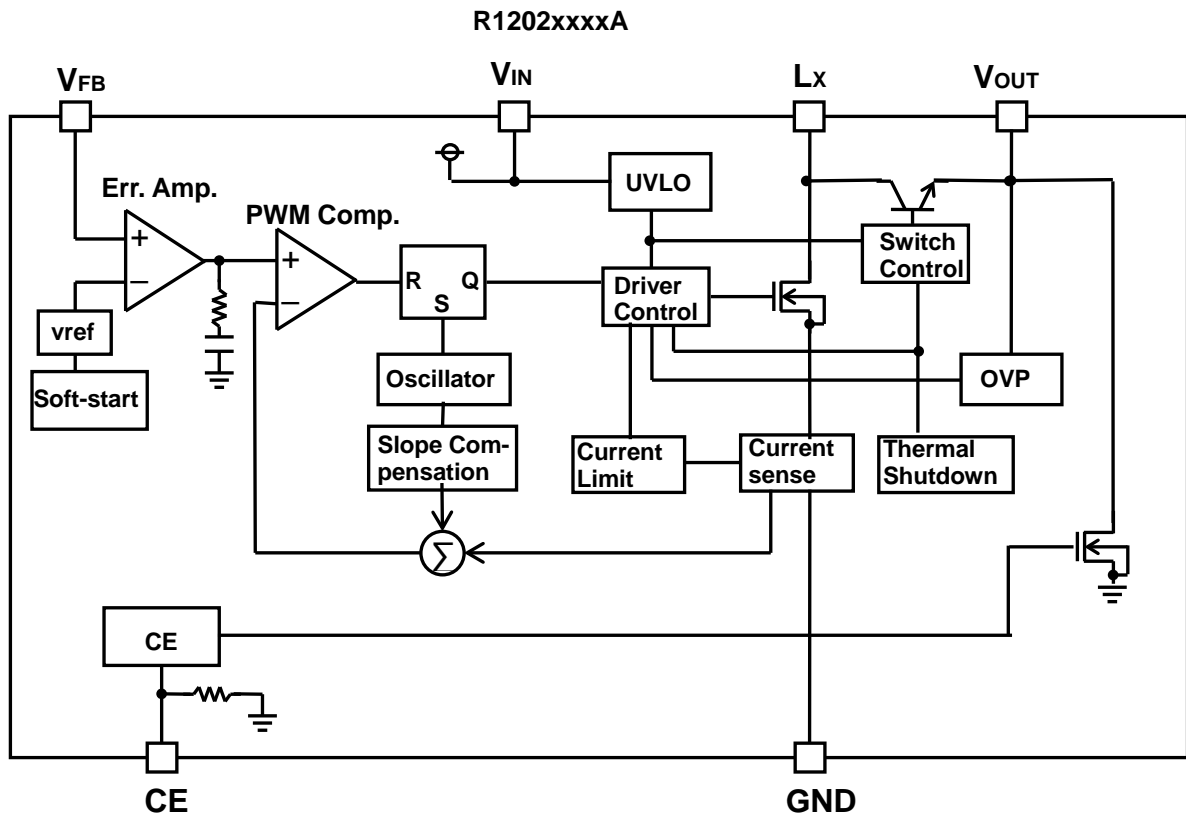 R1202xxxxA
VFB
VIN
LX
VOUT
Err. Amp.
PWM Comp.
+
−
+
−
R
S
Q
UVLO
Driver
Control
Switch
Control
vref
Soft-start
Oscillator
Slope Com-
pensation
Current
Limit
Current
sense
OVP
Thermal
Shutdown
Σ
CE
CE
GND